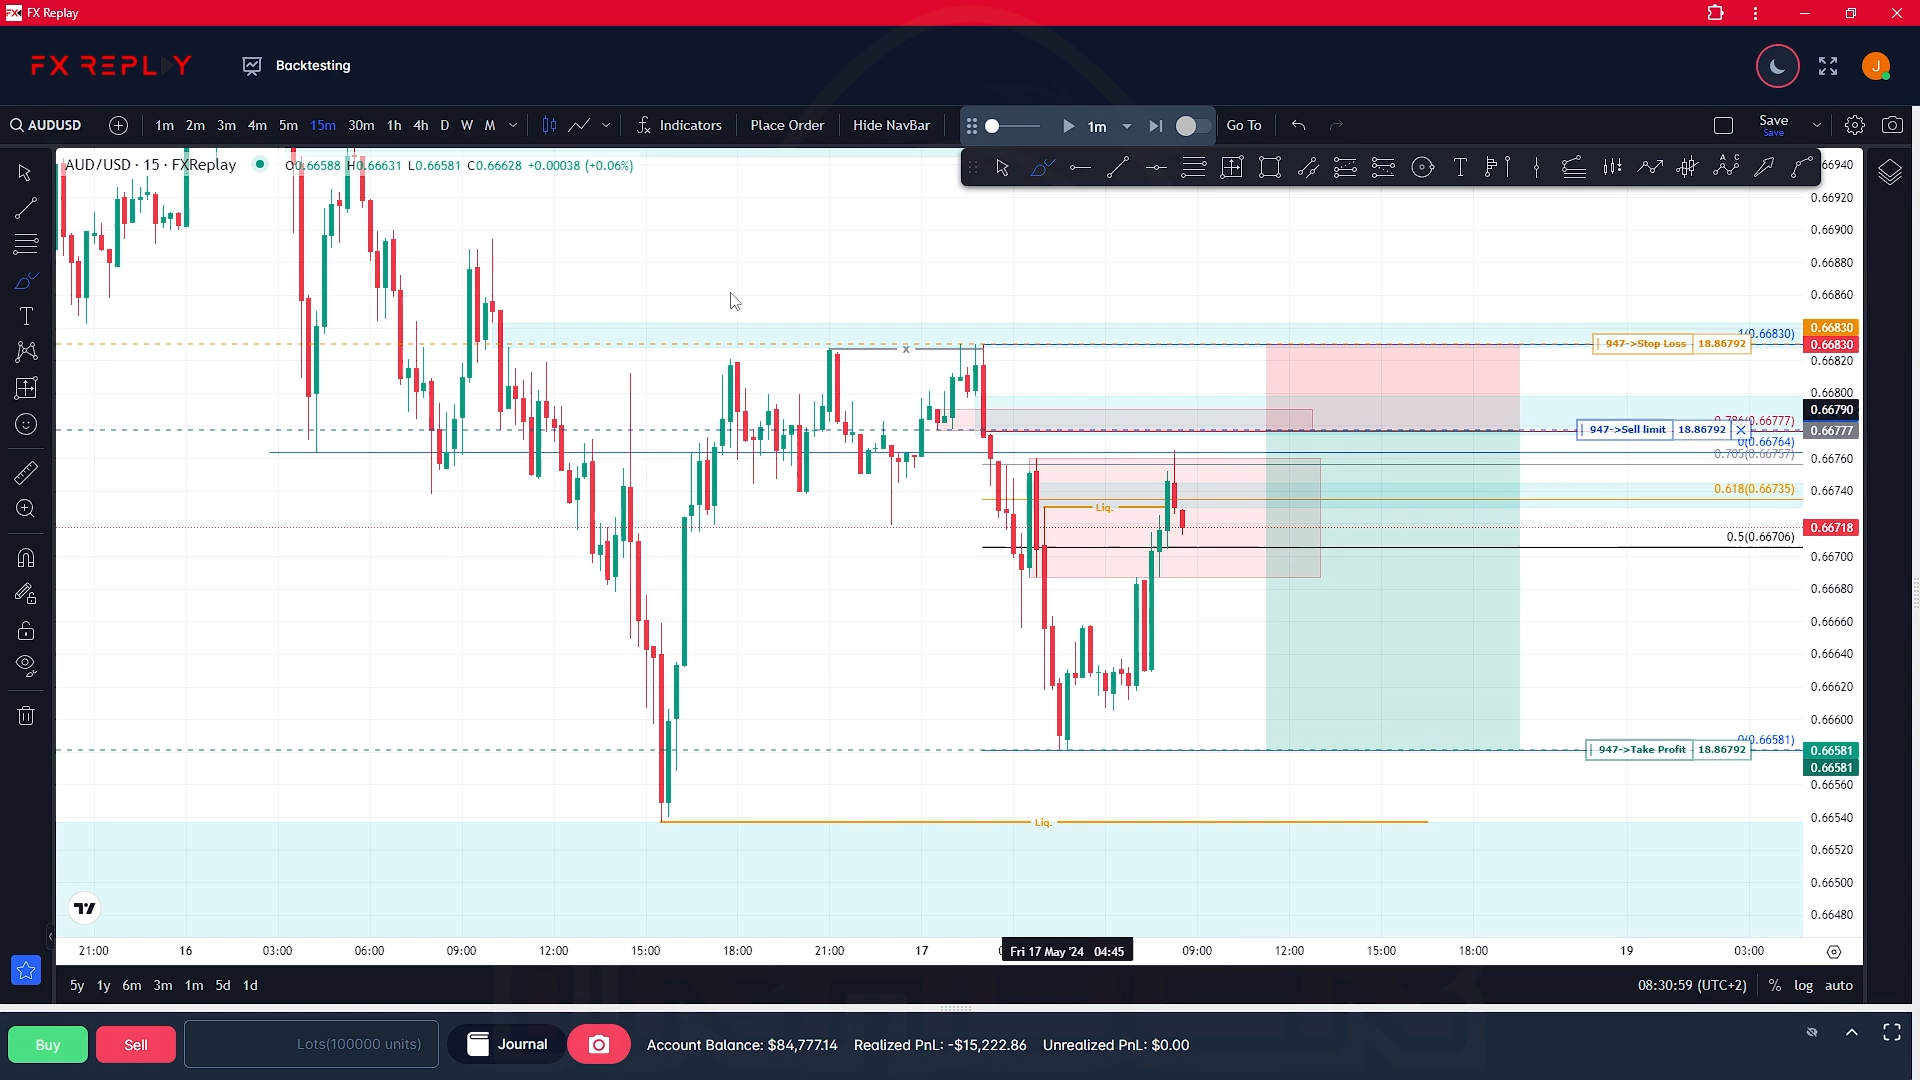 FX Replay
FX REPLAY
Backtesting
J
AUDUSD
1m 2m 3m 4m 5m 15m 30m 1h 4h D W M
Indicators
Place Order
Hide NavBar
1m
Go To
Save
Save
AUD/USD · 15 · FXReplay
O0.66588 H0.66631 L0.66581 C0.66628 +0.00038 (+0.06%)
0.66940
0.66920
0.66900
0.66880
0.66860
0.66830
1(0.66830)
947->Stop Loss 18.86792
0.66830
x
0.66820
0.66800
0.66790
0.786(0.66777)
947->Sell limit 18.86792
0.66777
0(0.66764)
0.705(0.66757)
0.66760
0.618(0.66735)
0.66740
Liq.
0.66718
0.5(0.66706)
0.66700
0.66680
0.66660
0.66640
0.66620
0.66600
0(0.66581)
947->Take Profit 18.86792
0.66581
0.66581
0.66560
0.66540
Liq.
0.66520
0.66500
0.66480
21:00 16 03:00 06:00 09:00 12:00 15:00 18:00 21:00 17 Fri 17 May '24 04:45 09:00 12:00 15:00 18:00 19 03:00
5y 1y 6m 3m 1m 5d 1d
08:30:59 (UTC+2) % log auto
Buy
Sell
Lots(100000 units)
Journal
Account Balance: $84,777.14 Realized PnL: -$15,222.86 Unrealized PnL: $0.00